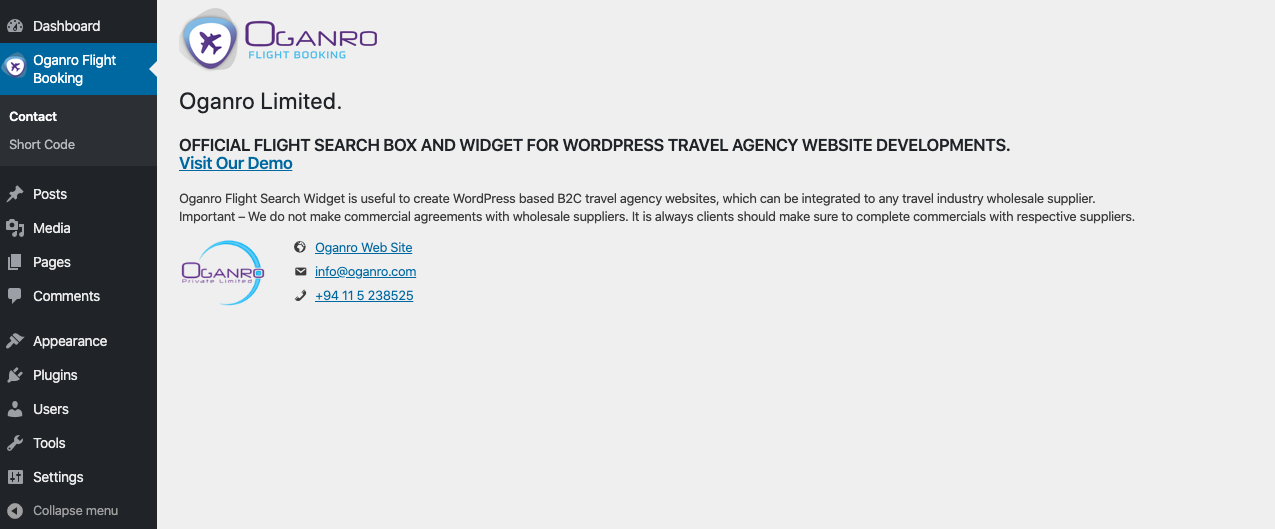 Dashboard
Oganro Flight
Booking
Contact
Short Code
Posts
Media
Pages
Comments
Appearance
Plugins
Users
Tools
Settings
Collapse menu
OGANRO
FLIGHT BOOKING
Oganro Limited.
OFFICIAL FLIGHT SEARCH BOX AND WIDGET FOR WORDPRESS TRAVEL AGENCY WEBSITE DEVELOPMENTS.
Visit Our Demo
Oganro Flight Search Widget is useful to create WordPress based B2C travel agency websites, which can be integrated to any travel industry wholesale supplier.
Important – We do not make commercial agreements with wholesale suppliers. It is always clients should make sure to complete commercials with respective suppliers.
OGANRO
Private Limited
Oganro Web Site
info@oganro.com
+94 11 5 238525